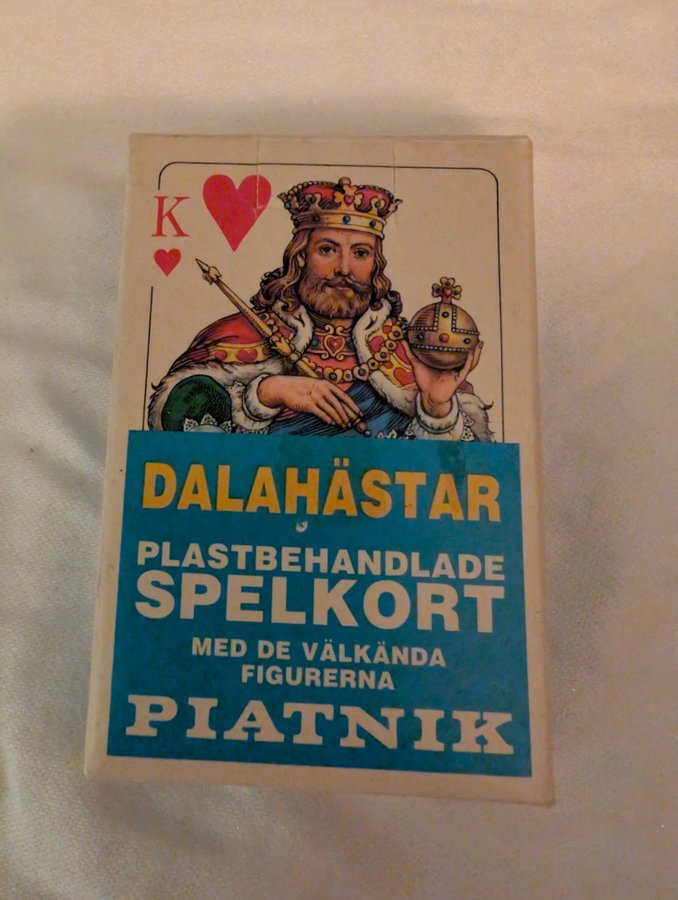 K
DALAHÄSTAR
PLASTBEHANDLADE
SPELKORT
MED DE VÄLKÄNDA
FIGURERNA
PIATNIK